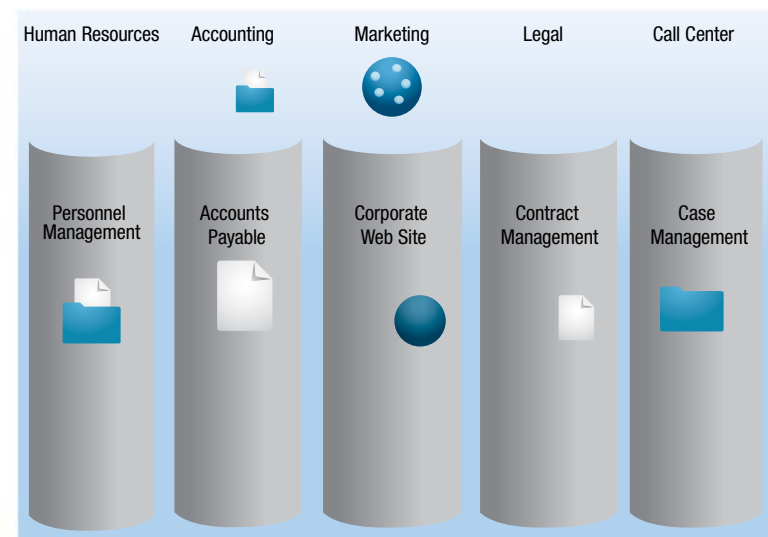 Human Resources
Accounting
Marketing
Legal
Call Center
Personnel
Management
Accounts
Payable
Corporate
Web Site
Contract
Management
Case
Management